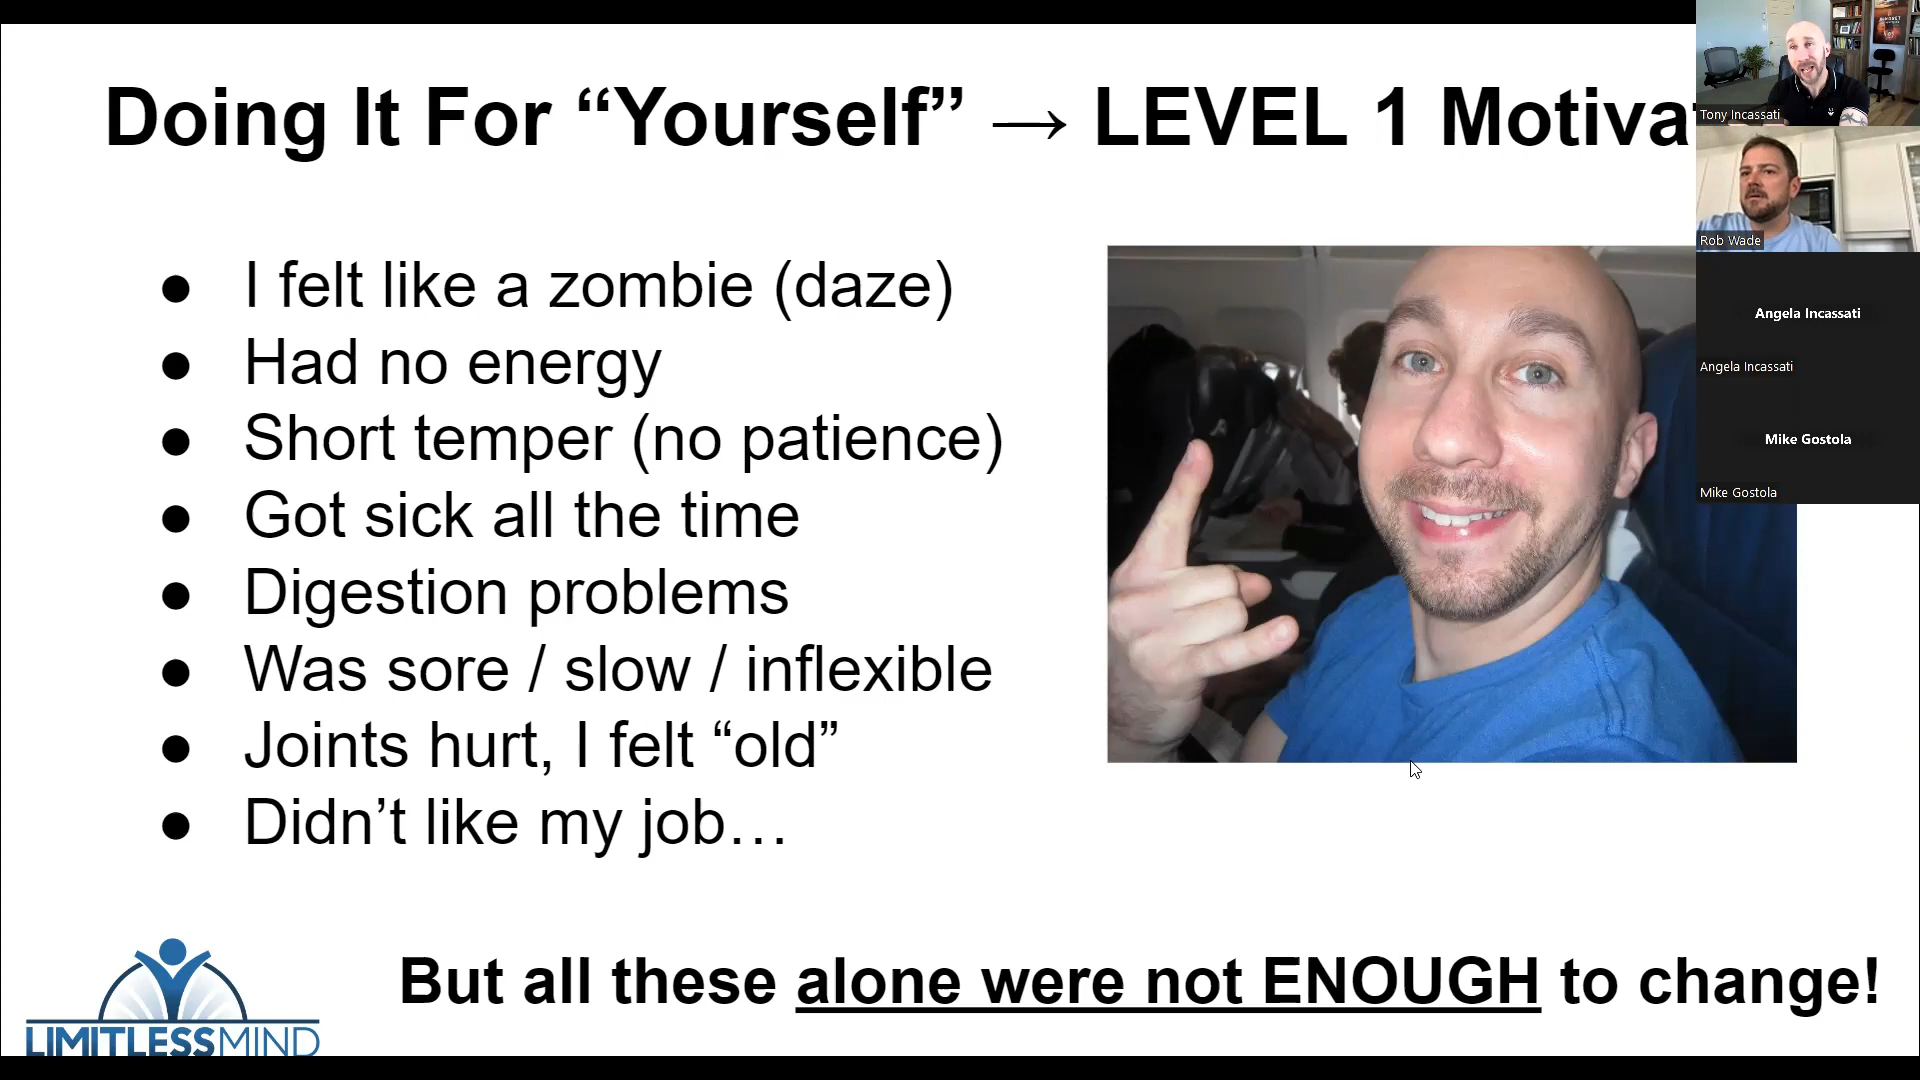 Doing It For “Yourself” → LEVEL 1 Motiva
● I felt like a zombie (daze)
● Had no energy
● Short temper (no patience)
● Got sick all the time
● Digestion problems
● Was sore / slow / inflexible
● Joints hurt, I felt “old”
● Didn’t like my job…
But all these alone were not ENOUGH to change!
LIMITLESSMIND
Tony Incassati
Rob Wade
Angela Incassati
Angela Incassati
Mike Gostola
Mike Gostola